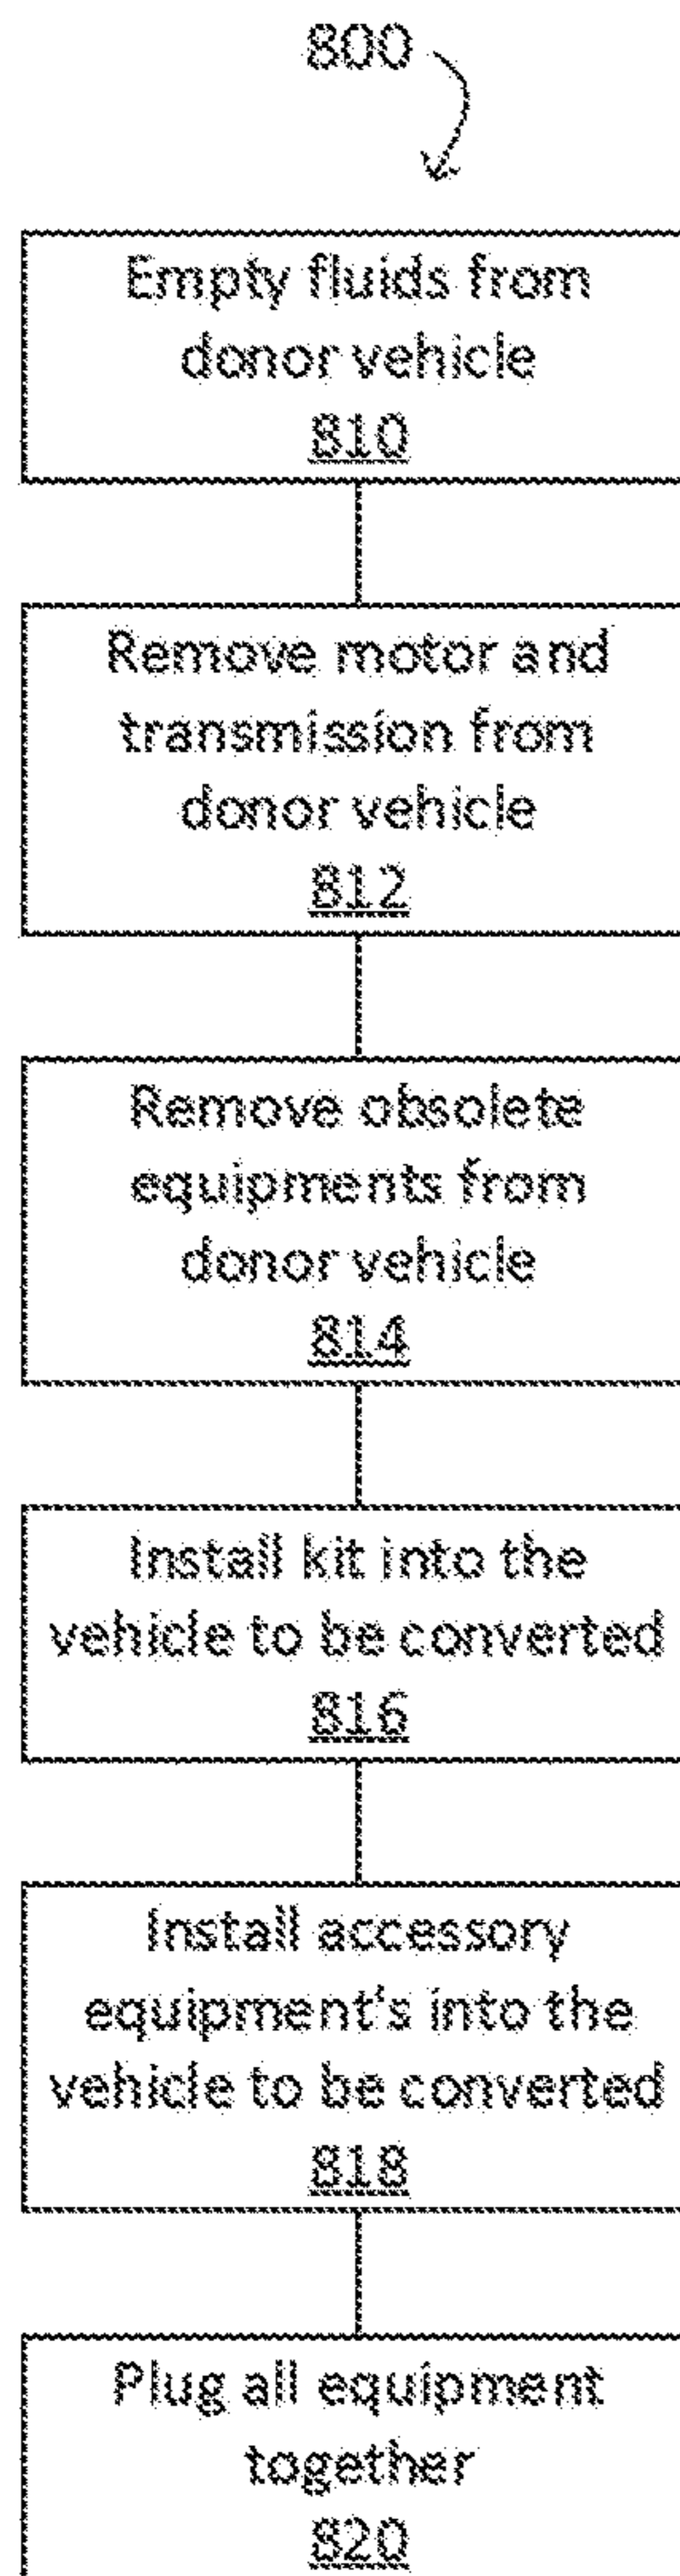 800
Empty fluids from
donor vehicle
810
Remove motor and
transmission from
donor vehicle
812
Remove obsolete
equipments from
donor vehicle
814
Install kit into the
vehicle to be converted
816
Install accessory
equipment's into the
vehicle to be converted
818
Plug all equipment
together
820